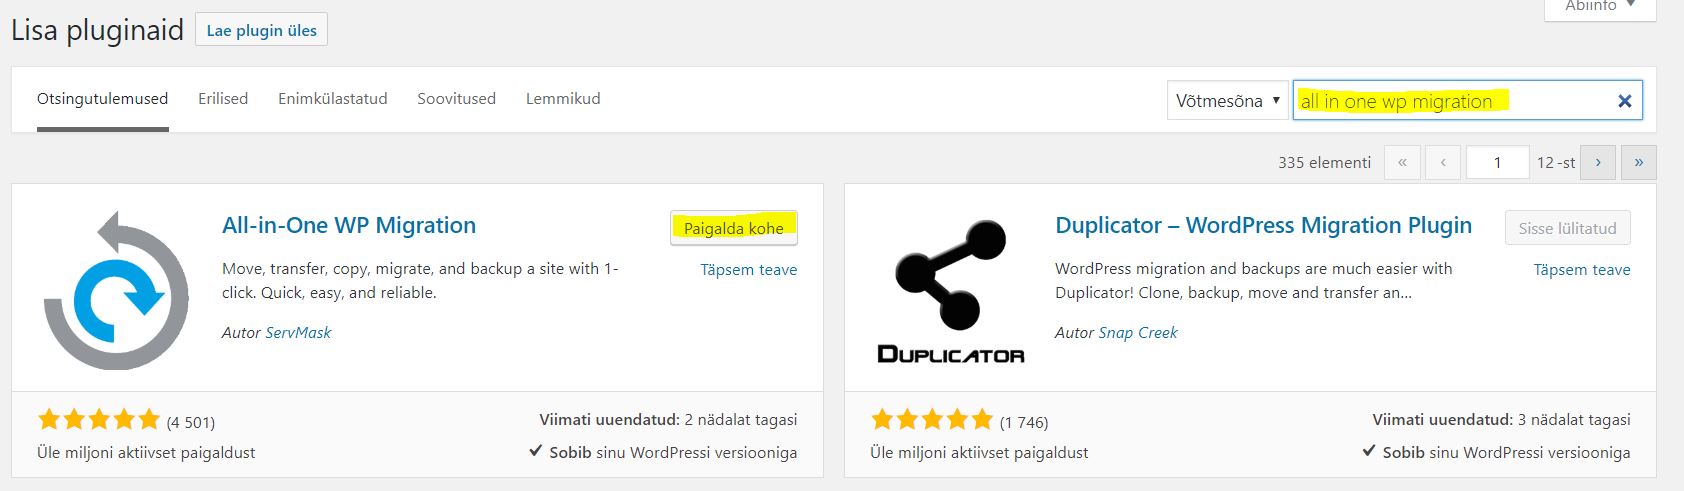 Abiinfo
Lisa pluginaid Lae plugin üles
Otsingutulemused Erilised Enimkülastatud Soovitused Lemmikud Võtmesõna all in one wp migration
335 elementi « ‹ 1 12 -st › »
All-in-One WP Migration Paigalda kohe
Move, transfer, copy, migrate, and backup a site with 1- Täpsem teave
click. Quick, easy, and reliable.
Autor ServMask
(4 501) Viimati uuendatud: 2 nädalat tagasi
Üle miljoni aktiivset paigaldust Sobib sinu WordPressi versiooniga
Duplicator – WordPress Migration Plugin Sisse lülitatud
WordPress migration and backups are much easier with Täpsem teave
Duplicator! Clone, backup, move and transfer an...
Autor Snap Creek
DUPLICATOR
(1 746) Viimati uuendatud: 3 nädalat tagasi
Üle miljoni aktiivset paigaldust Sobib sinu WordPressi versiooniga